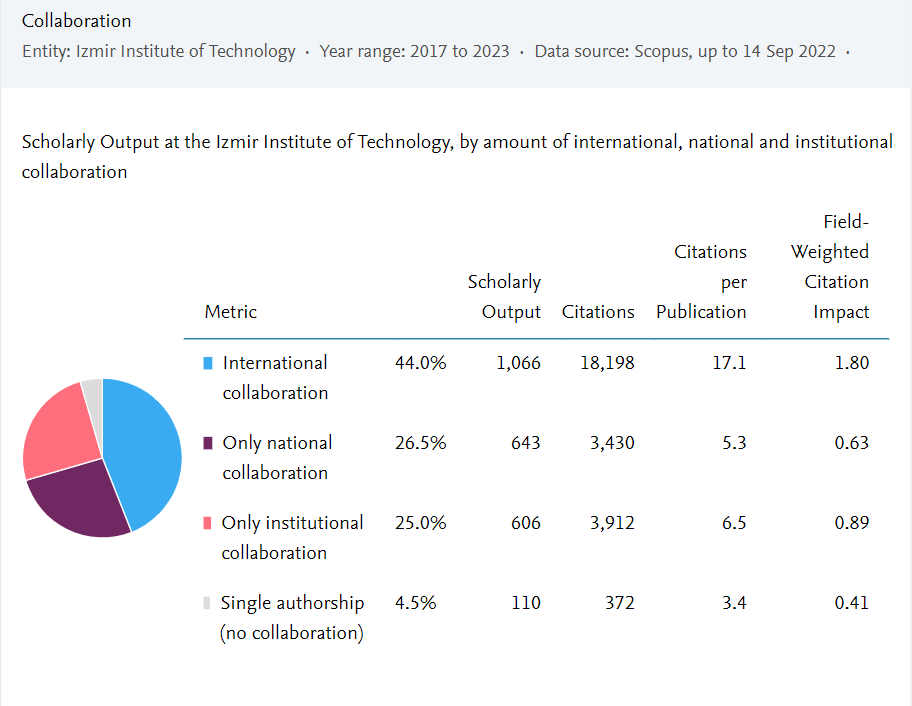 Collaboration
Entity: Izmir Institute of Technology · Year range: 2017 to 2023 · Data source: Scopus, up to 14 Sep 2022 ·
Scholarly Output at the Izmir Institute of Technology, by amount of international, national and institutional
collaboration
Field-
Citations Weighted
Scholarly per Citation
Metric Output Citations Publication Impact
International 44.0% 1,066 18,198 17.1 1.80
collaboration
Only national 26.5% 643 3,430 5.3 0.63
collaboration
Only institutional 25.0% 606 3,912 6.5 0.89
collaboration
Single authorship 4.5% 110 372 3.4 0.41
(no collaboration)